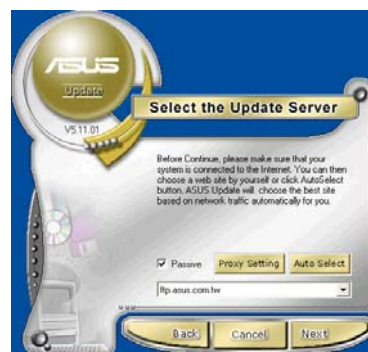 ASUS
Update
V5.11.01
Select the Update Server
Before Continue, please make sure that your
system is connected to the Internet. You can then
choose a web site by yourself or click AutoSelect
button, ASUS Update will choose the best site
based on network traffic automatically for you.
Passive Proxy Setting Auto Select
ftp.asus.com.tw
Back Cancel Next